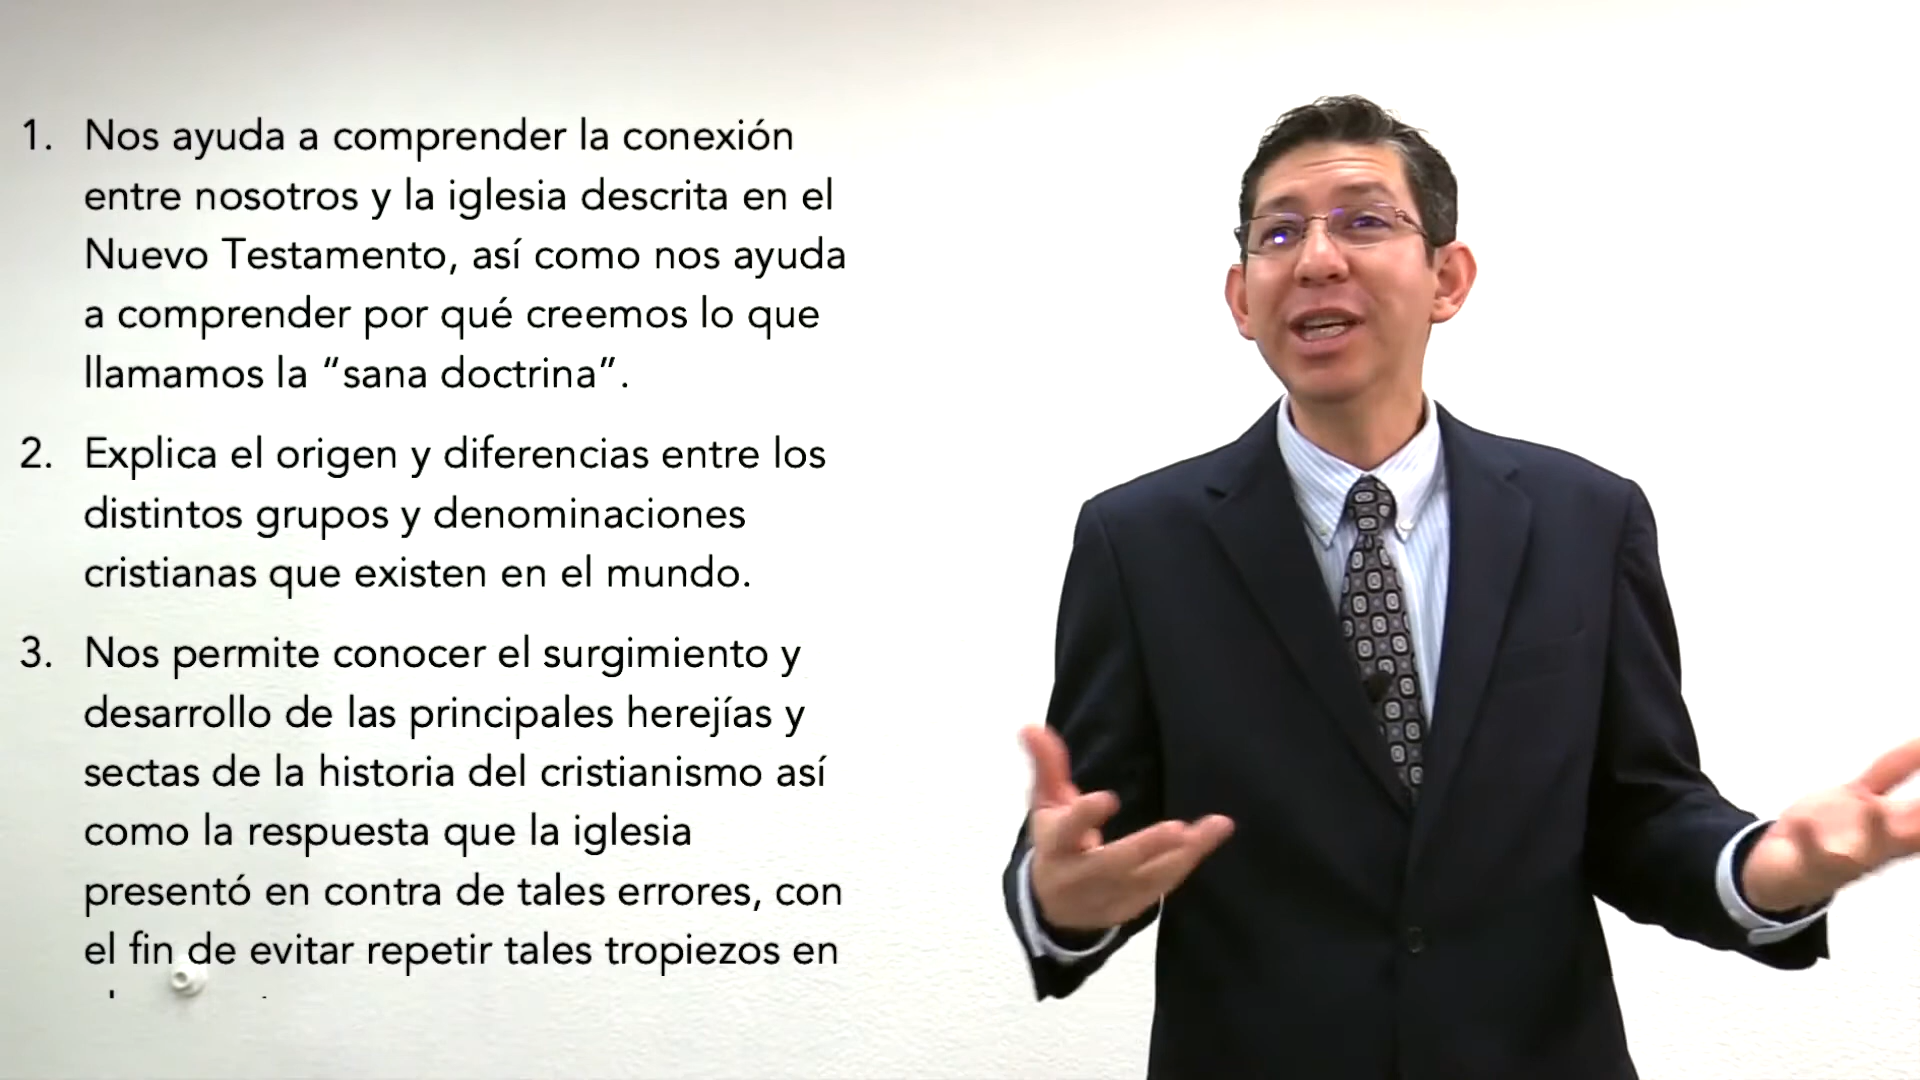 1. Nos ayuda a comprender la conexión
entre nosotros y la iglesia descrita en el
Nuevo Testamento, así como nos ayuda
a comprender por qué creemos lo que
llamamos la “sana doctrina”.
2. Explica el origen y diferencias entre los
distintos grupos y denominaciones
cristianas que existen en el mundo.
3. Nos permite conocer el surgimiento y
desarrollo de las principales herejías y
sectas de la historia del cristianismo así
como la respuesta que la iglesia
presentó en contra de tales errores, con
el fin de evitar repetir tales tropiezos en